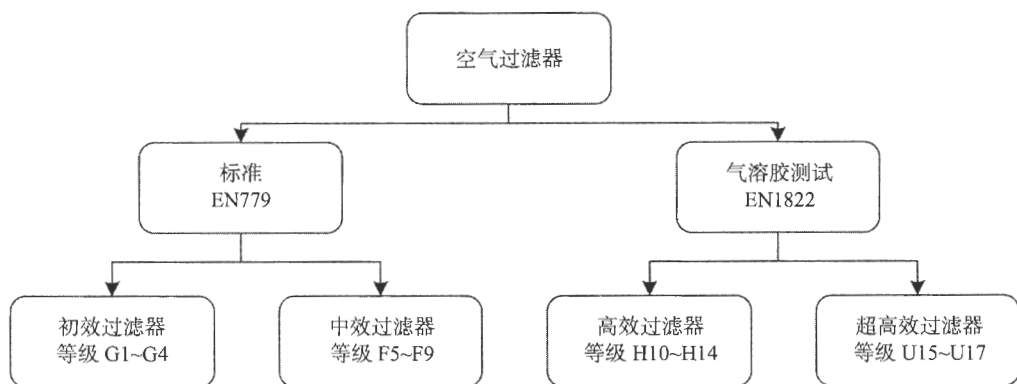 空气过滤器
标准
EN779
气溶胶测试
EN1822
初效过滤器
等级 G1~G4
中效过滤器
等级 F5~F9
高效过滤器
等级 H10~H14
超高效过滤器
等级 U15~U17